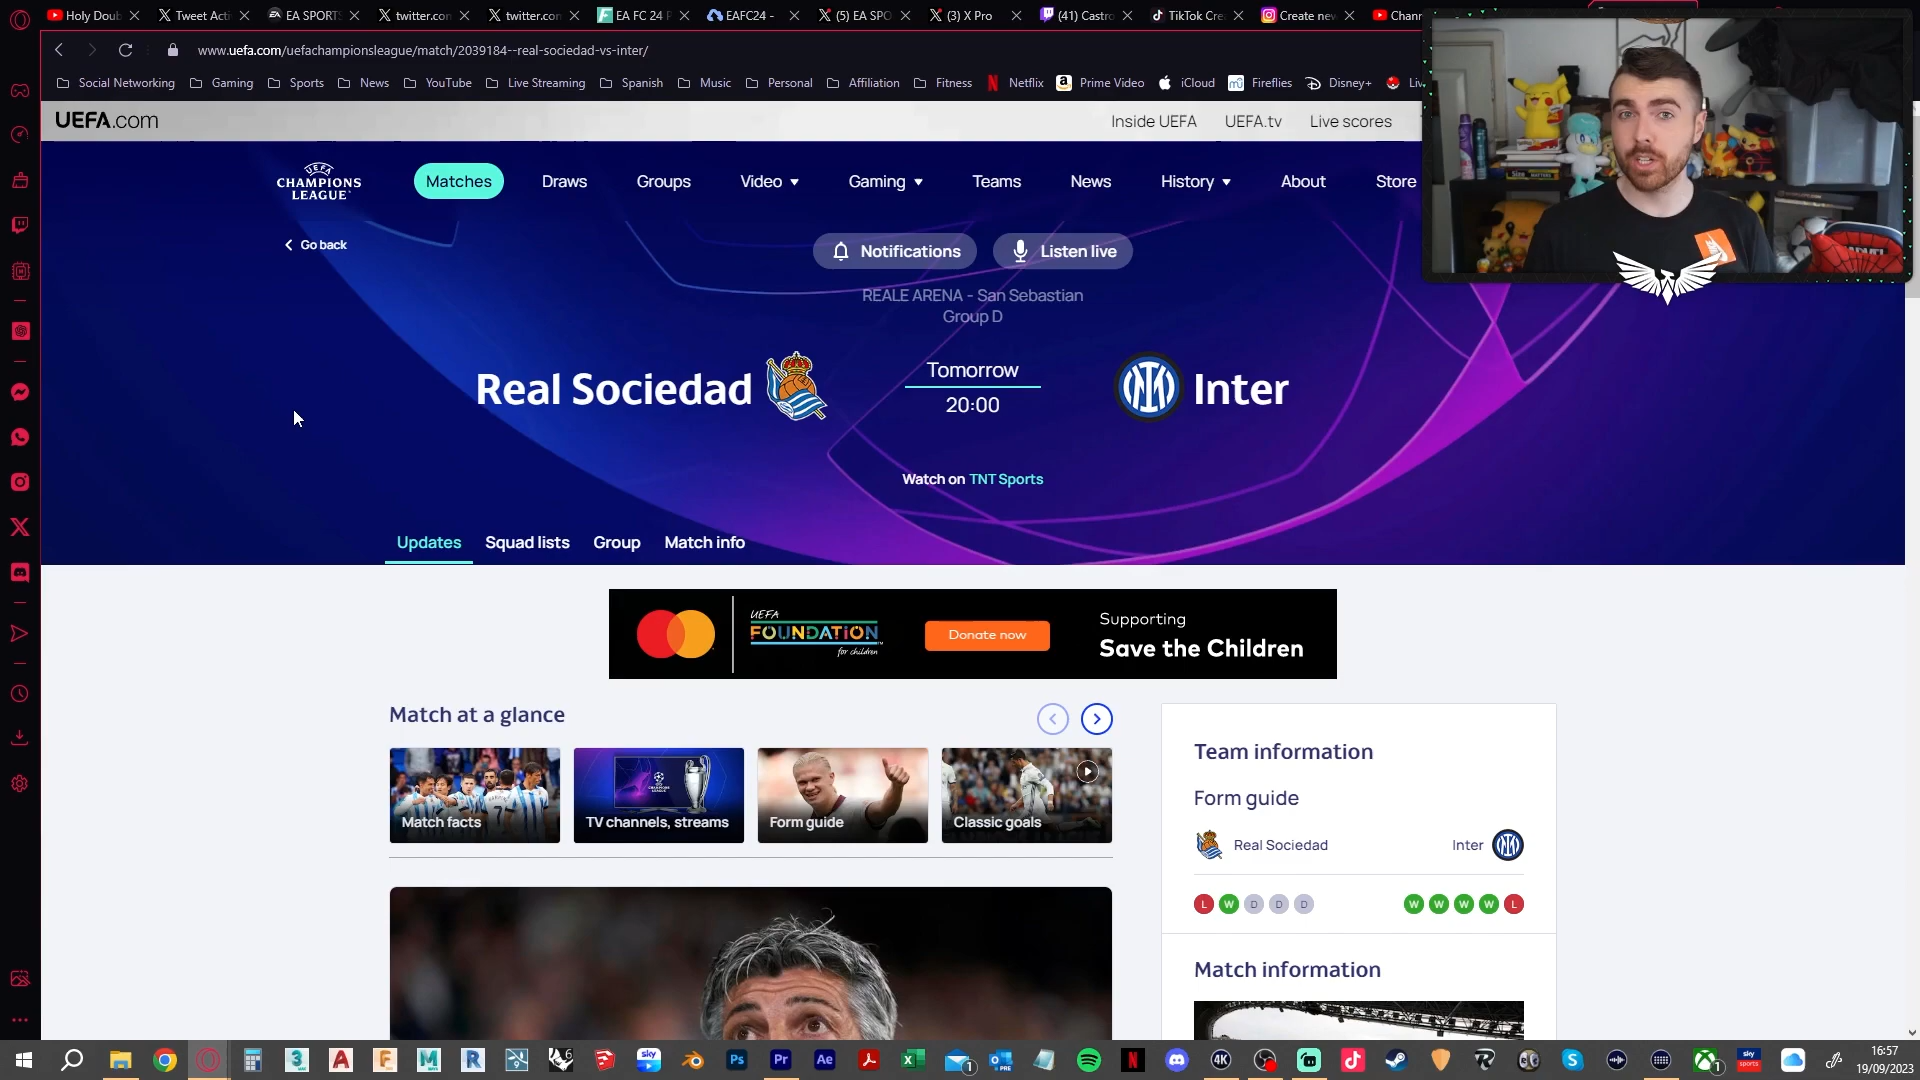 Holy Doub
Tweet Acti
EA SPORTS
twitter.con
twitter.con
EA FC 24 P
EAFC24 -
(5) EA SPO
(3) X Pro
(41) Castro
TikTok Cre
Create new
Chann
www.uefa.com/uefachampionsleague/match/2039184--real-sociedad-vs-inter/
Social Networking
Gaming
Sports
News
YouTube
Live Streaming
Spanish
Music
Personal
Affiliation
Fitness
Netflix
Prime Video
iCloud
Fireflies
Disney+
UEFA.com
Inside UEFA
UEFA.tv
Live scores
UEFA
CHAMPIONS
LEAGUE
Matches
Draws
Groups
Video
Gaming
Teams
News
History
About
Store
Go back
Notifications
Listen live
REALE ARENA - San Sebastian
Group D
Real Sociedad
Tomorrow
20:00
Inter
Watch on TNT Sports
Updates
Squad lists
Group
Match info
UEFA
FOUNDATION
for children
Donate now
Supporting
Save the Children
Match at a glance
Match facts
TV channels, streams
Form guide
Classic goals
Team information
Form guide
Real Sociedad
Inter
L W D D D
W W W W L
Match information
16:57
19/09/2023